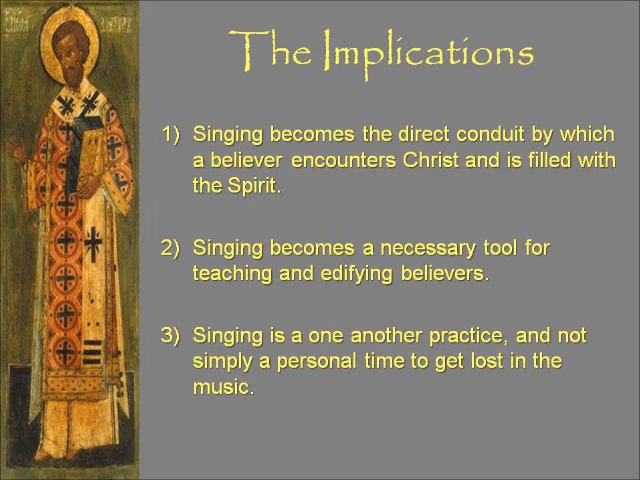 The Implications
1) Singing becomes the direct conduit by which
a believer encounters Christ and is filled with
the Spirit.
2) Singing becomes a necessary tool for
teaching and edifying believers.
3) Singing is a one another practice, and not
simply a personal time to get lost in the
music.